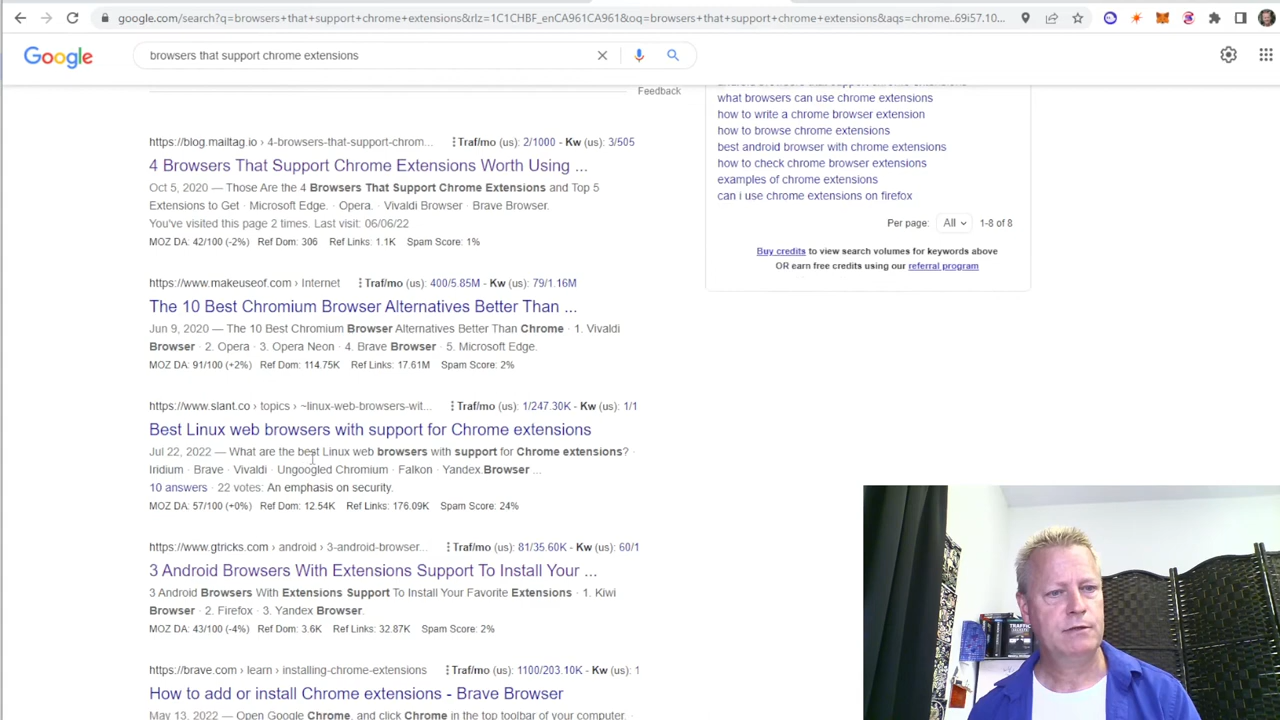 google.com/search?q=browsers+that+support+chrome+extensions&rlz=1C1CHBF_enCA961CA961&oq=browsers+that+support+chrome+extensions&aqs=chrome..69i57.10...
Google
browsers that support chrome extensions
Feedback
what browsers can use chrome extensions
how to write a chrome browser extension
how to browse chrome extensions
best android browser with chrome extensions
how to check chrome browser extensions
examples of chrome extensions
can i use chrome extensions on firefox
Per page: All 1-8 of 8
Buy credits to view search volumes for keywords above
OR earn free credits using our referral program
https://blog.mailtag.io › 4-browsers-that-support-chrom... Traf/mo (us): 2/1000 - Kw (us): 3/505
4 Browsers That Support Chrome Extensions Worth Using ...
Oct 5, 2020 — Those Are the 4 Browsers That Support Chrome Extensions and Top 5
Extensions to Get · Microsoft Edge. · Opera. · Vivaldi Browser · Brave Browser.
You've visited this page 2 times. Last visit: 06/06/22
MOZ DA: 42/100 (-2%) Ref Dom: 306 Ref Links: 1.1K Spam Score: 1%
https://www.makeuseof.com › Internet Traf/mo (us): 400/5.85M - Kw (us): 79/1.16M
The 10 Best Chromium Browser Alternatives Better Than ...
Jun 9, 2020 — The 10 Best Chromium Browser Alternatives Better Than Chrome · 1. Vivaldi
Browser · 2. Opera · 3. Opera Neon · 4. Brave Browser · 5. Microsoft Edge.
MOZ DA: 91/100 (+2%) Ref Dom: 114.75K Ref Links: 17.61M Spam Score: 2%
https://www.slant.co › topics › ~linux-web-browsers-wit... Traf/mo (us): 1/247.30K - Kw (us): 1/1
Best Linux web browsers with support for Chrome extensions
Jul 22, 2022 — What are the best Linux web browsers with support for Chrome extensions? ·
Iridium · Brave · Vivaldi · Ungoogled Chromium · Falkon · Yandex.Browser ...
10 answers · 22 votes: An emphasis on security.
MOZ DA: 57/100 (+0%) Ref Dom: 12.54K Ref Links: 176.09K Spam Score: 24%
https://www.gtricks.com › android › 3-android-browser... Traf/mo (us): 81/35.60K - Kw (us): 60/1
3 Android Browsers With Extensions Support To Install Your ...
3 Android Browsers With Extensions Support To Install Your Favorite Extensions · 1. Kiwi
Browser · 2. Firefox · 3. Yandex Browser.
MOZ DA: 43/100 (-4%) Ref Dom: 3.6K Ref Links: 32.87K Spam Score: 2%
https://brave.com › learn › installing-chrome-extensions Traf/mo (us): 1100/203.10K - Kw (us): 1
How to add or install Chrome extensions - Brave Browser
May 13, 2022 — Open Google Chrome, and click Chrome in the top toolbar of your computer.
TRAFFIC